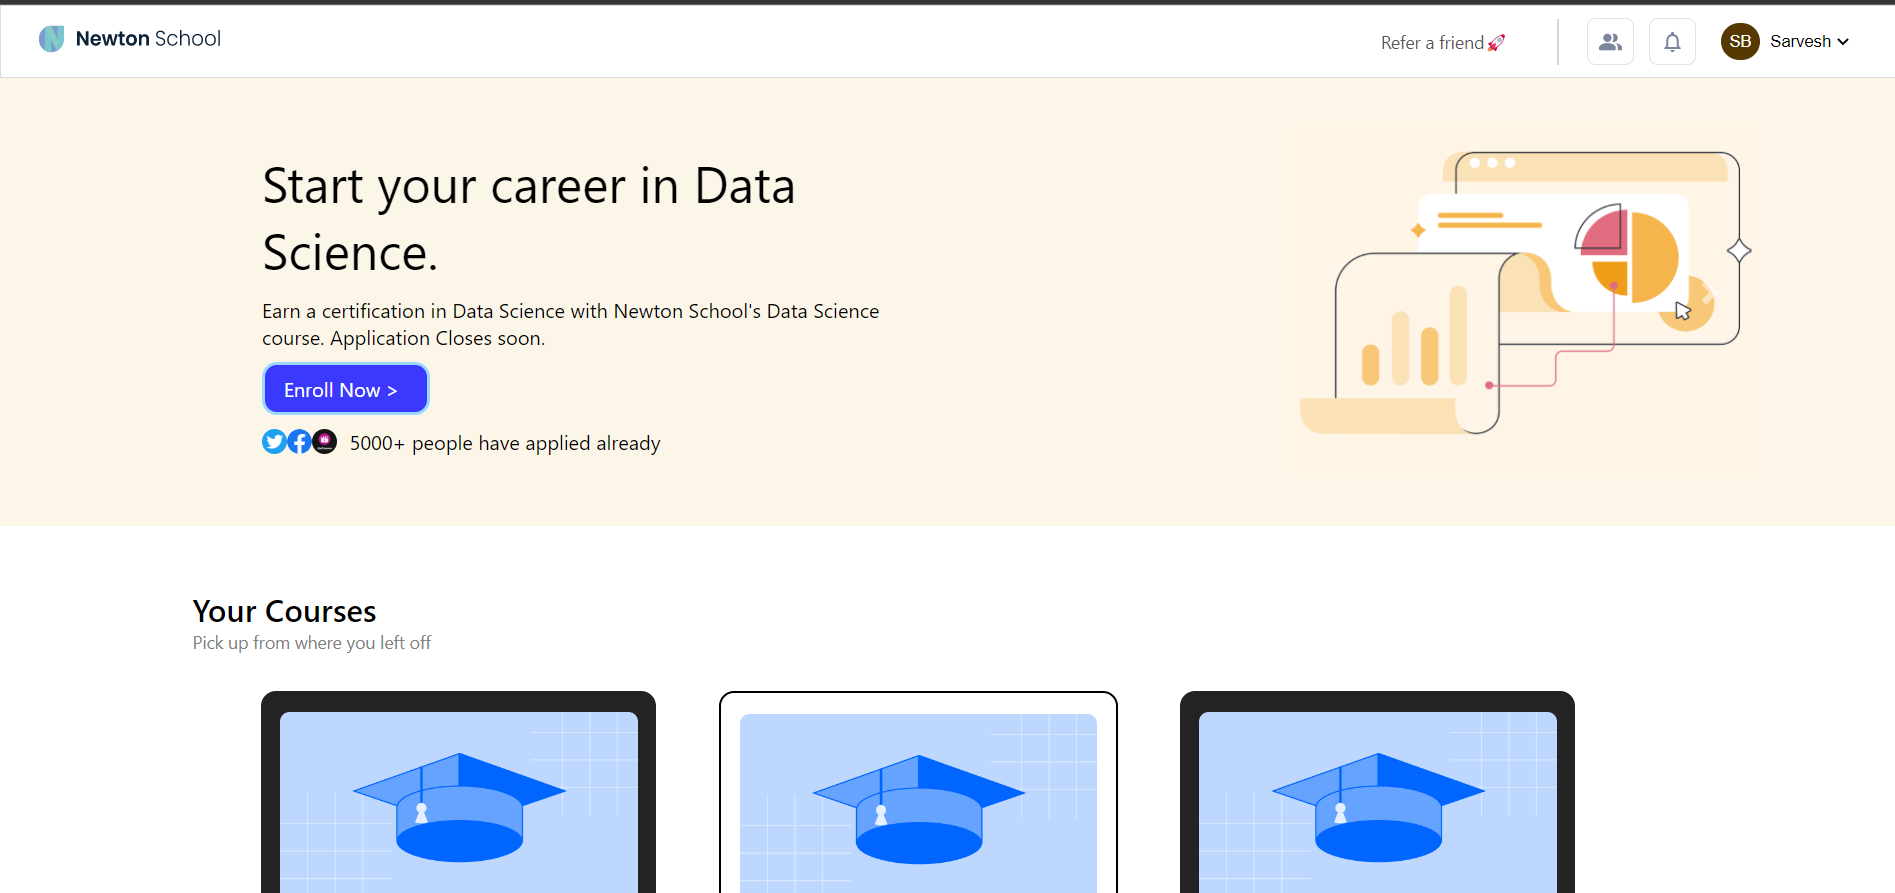 Newton School
Refer a friend🚀
SB
Sarvesh
Start your career in Data
Science.
Earn a certification in Data Science with Newton School's Data Science
course. Application Closes soon.
Enroll Now >
5000+ people have applied already
Your Courses
Pick up from where you left off